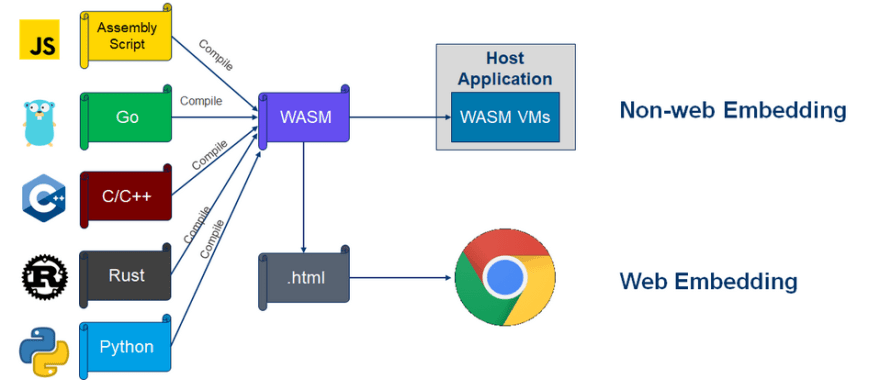 JS
Assembly
Script
Compile
Go
Compile
WASM
Host
Application
WASM VMs
Non-web Embedding
C++
C/C++
Compile
R
Rust
Compile
.html
Web Embedding
Python
Compile